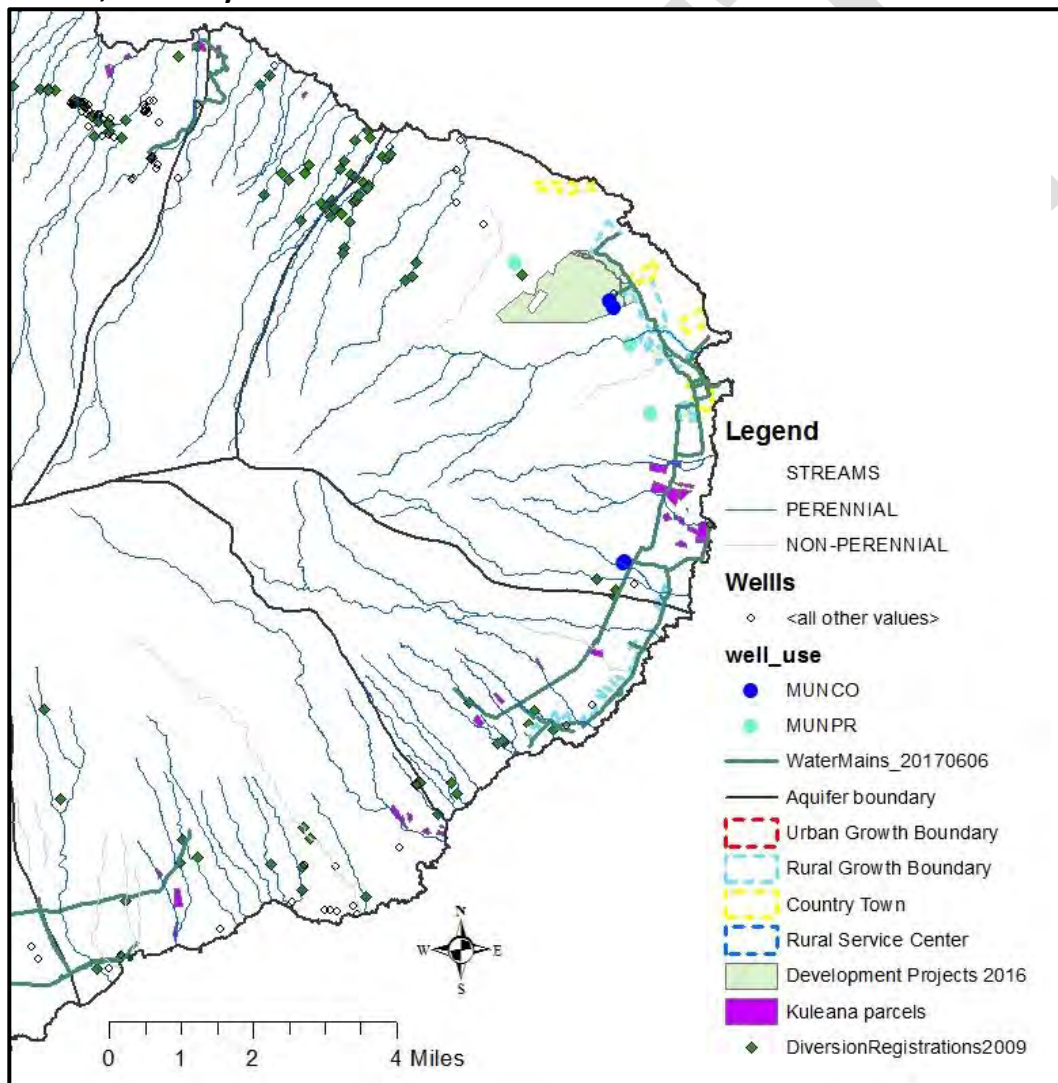 Legend
STREAMS
PERENNIAL
NON-PERENNIAL
Wellls
<all other values>
well_use
MUNCO
MUNPR
WaterMains_20170606
Aquifer boundary
Urban Growth Boundary
Rural Growth Boundary
Country Town
Rural Service Center
Development Projects 2016
Kuleana parcels
DiversionRegistrations2009
N
W E
S
0 1 2 4 Miles